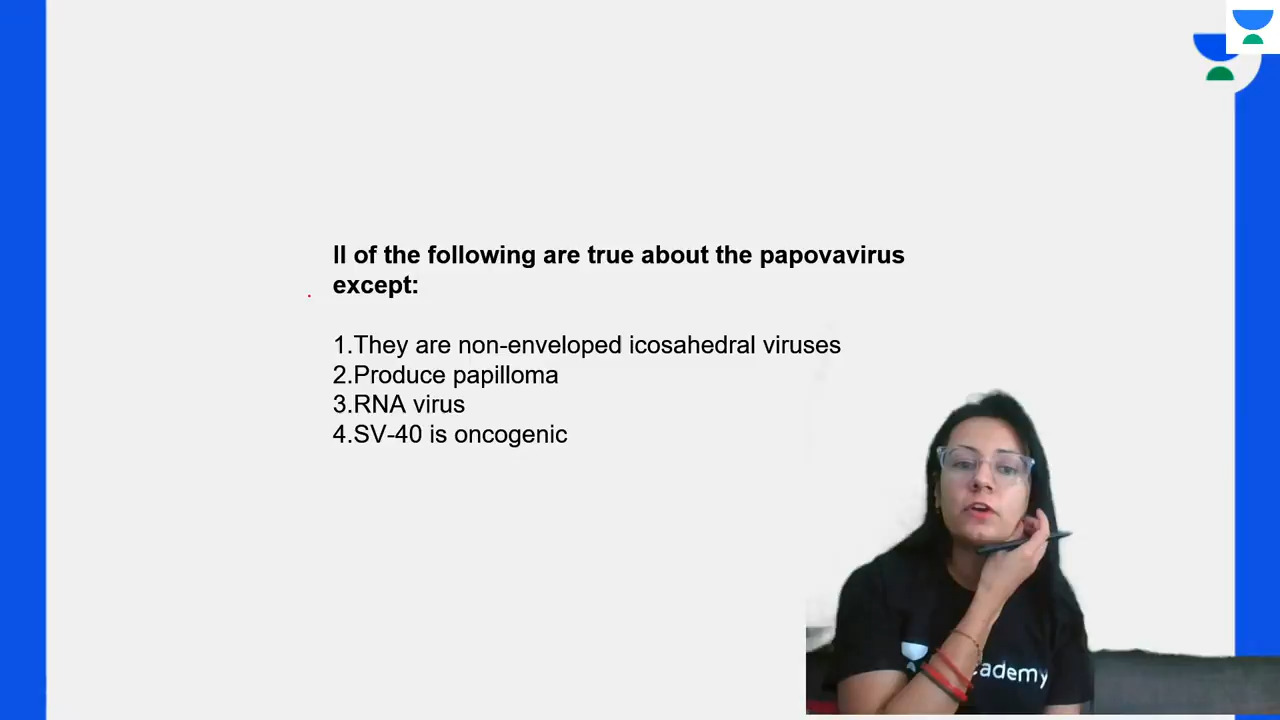 ll of the following are true about the papovavirus
except:
1.They are non-enveloped icosahedral viruses
2.Produce papilloma
3.RNA virus
4.SV-40 is oncogenic
cademy